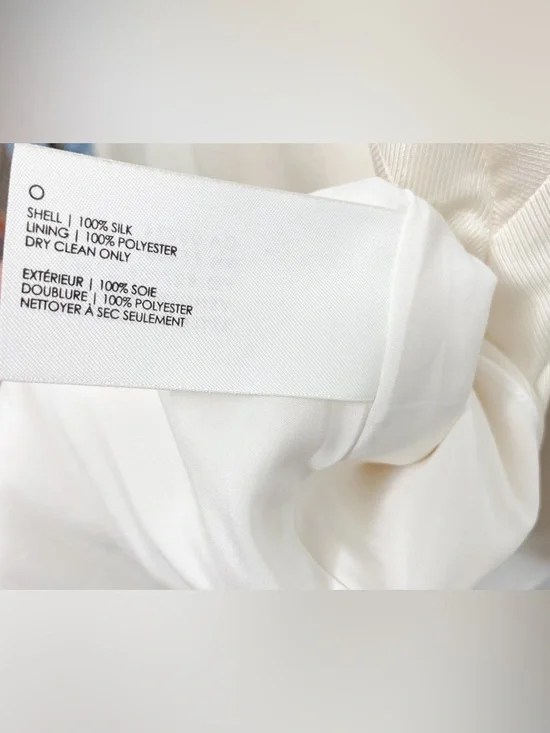 O
SHELL | 100% SILK
LINING | 100% POLYESTER
DRY CLEAN ONLY
EXTÉRIEUR | 100% SOIE
DOUBLURE | 100% POLYESTER
NETTOYER À SEC SEULEMENT